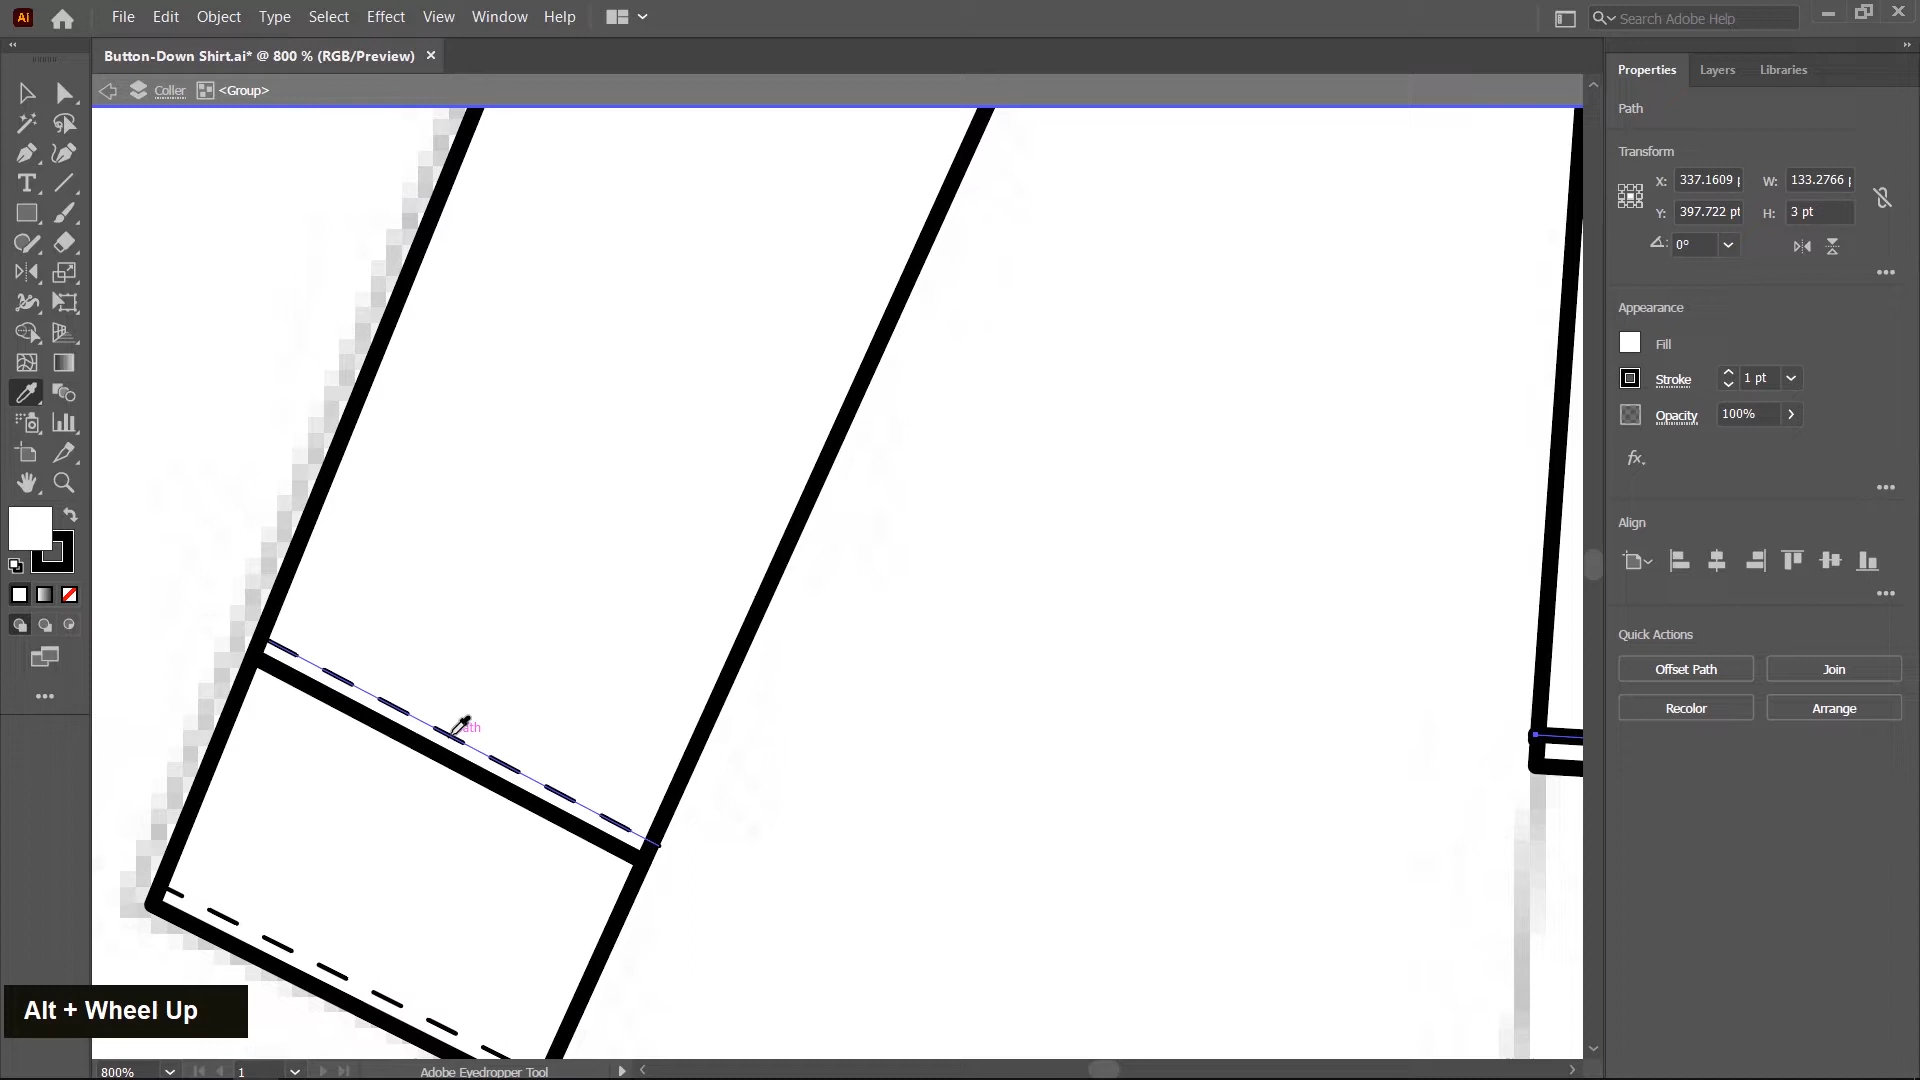 Ai File Edit Object Type Select Effect View Window Help Search Adobe Help
Button-Down Shirt.ai* @ 800 % (RGB/Preview) ×
Coller <Group>
Properties Layers Libraries
Path
Transform
X: 337.1609 W: 133.2766
Y: 397.722 pt H: 3 pt
0°
Appearance
Fill
Stroke 1 pt
Opacity 100%
fx
Align
Quick Actions
Offset Path Join
Recolor Arrange
Alt + Wheel Up
800% 1 Adobe Eyedropper Tool